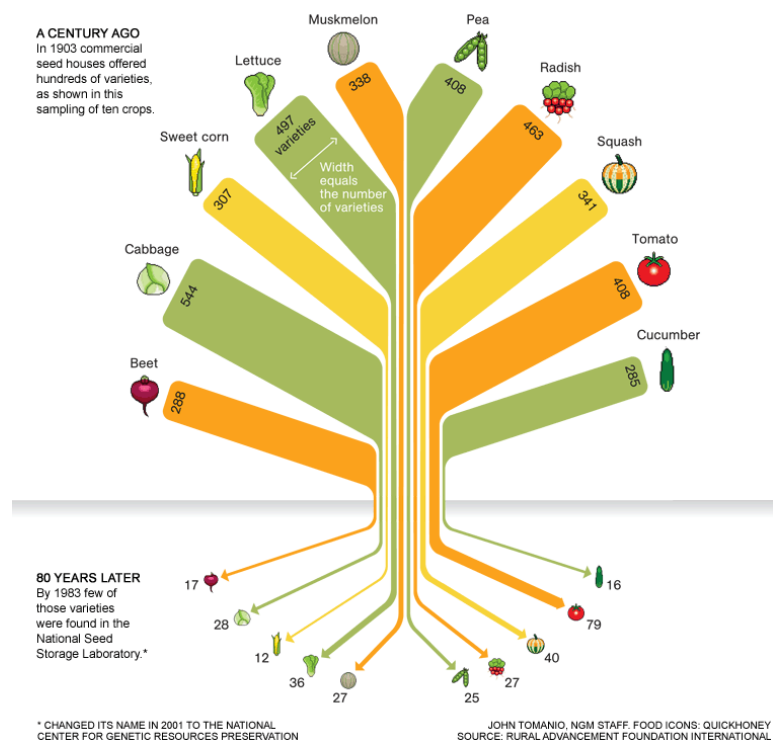 A CENTURY AGO
In 1903 commercial
seed houses offered
hundreds of varieties,
as shown in this
sampling of ten crops.
Muskmelon
338
Pea
408
Lettuce
497
varieties
Radish
463
Width
equals
the number
of varieties
Sweet corn
307
Squash
341
Cabbage
544
Tomato
408
Beet
288
Cucumber
285
80 YEARS LATER
By 1983 few of
those varieties
were found in the
National Seed
Storage Laboratory.*
17
28
12
36
27
25
27
40
79
16
* CHANGED ITS NAME IN 2001 TO THE NATIONAL
CENTER FOR GENETIC RESOURCES PRESERVATION
JOHN TOMANIO, NGM STAFF. FOOD ICONS: QUICKHONEY
SOURCE: RURAL ADVANCEMENT FOUNDATION INTERNATIONAL